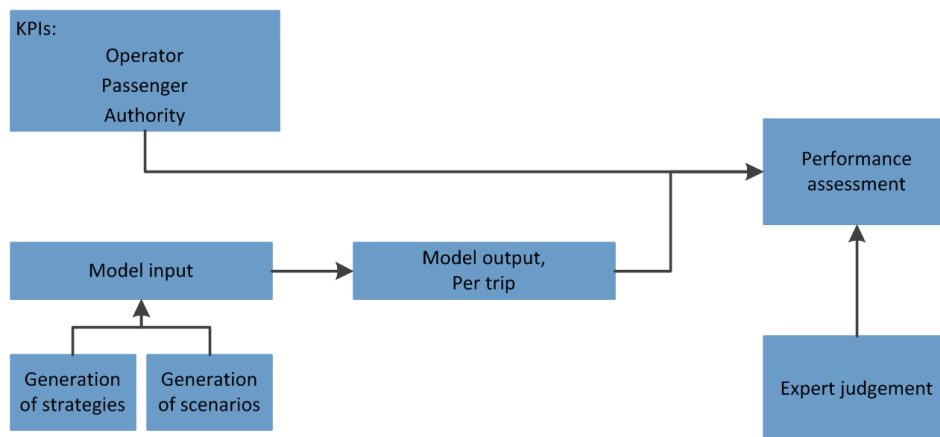 KPIs:
Operator
Passenger
Authority
Performance
assessment
Model input
Model output,
Per trip
Generation
of strategies
Generation
of scenarios
Expert judgement